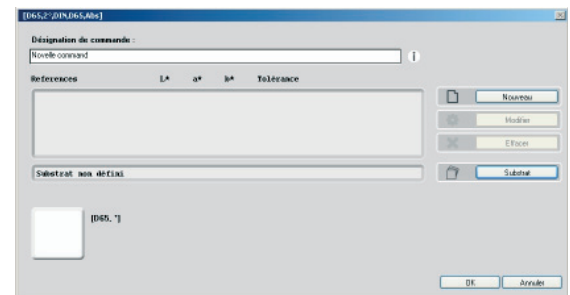 [D65,2°,DIN,D65,Abs]
Désignation de commande :
Novelle command
i
References L* a* b* Tolérance
Nouveau
Modifier
Effacer
Substrat non défini
Substrat
[D65, °]
OK Annuler